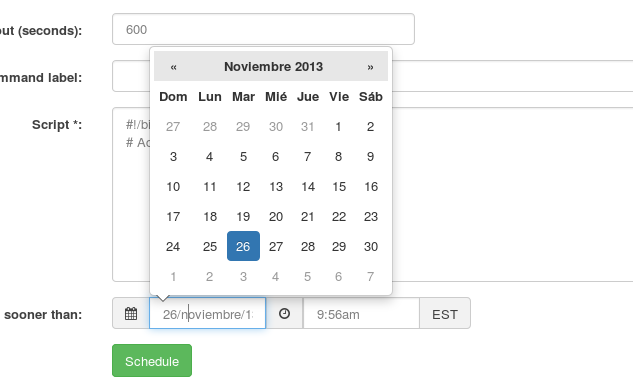 out (seconds):
600
« Noviembre 2013 »
mmand label:
Dom Lun Mar Mié Jue Vie Sáb
Script *:
#!/bi
# Ac
27 28 29 30 31 1 2
3 4 5 6 7 8 9
10 11 12 13 14 15 16
17 18 19 20 21 22 23
24 25 26 27 28 29 30
1 2 3 4 5 6 7
sooner than:
26/noviembre/1
9:56am
EST
Schedule